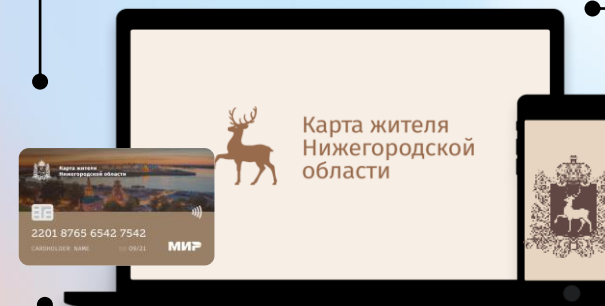 Карта жителя
Нижегородской
области
Карта жителя
Нижегородской области
2201 8765 6542 7542
CARDHOLDER NAME 09/21
МИР